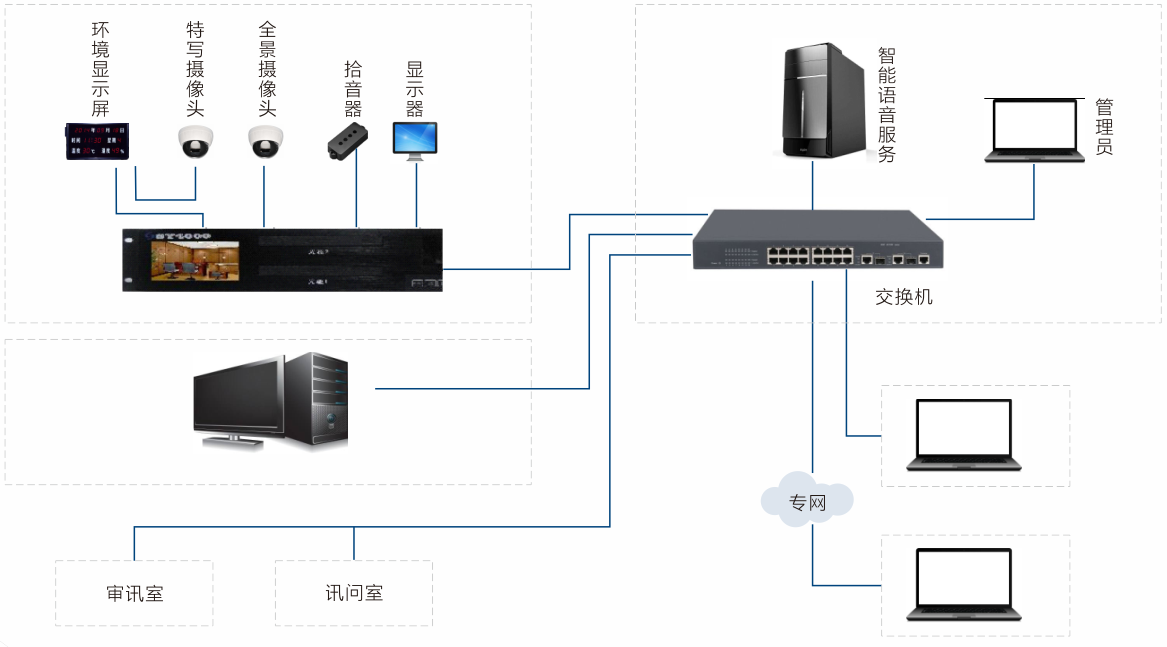 环境显示屏
特写摄像头
全景摄像头
拾音器
显示器
智能语音服务
管理员
交换机
专网
审讯室
讯问室